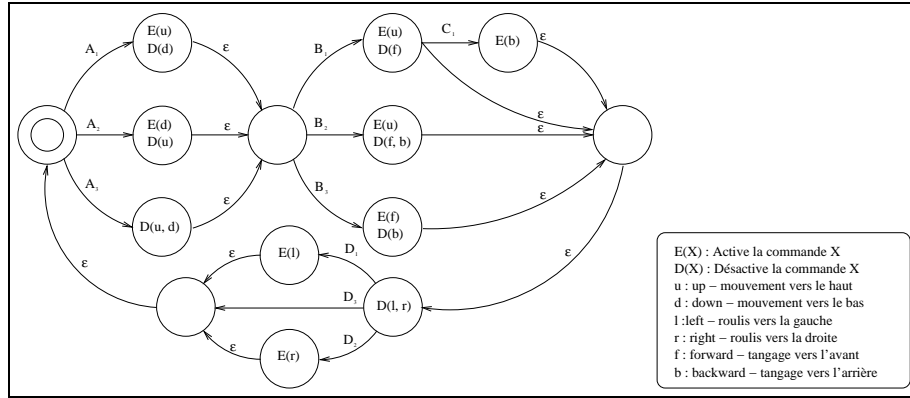 E(u)
D(d)
A₁
ε
B₁
E(u)
D(f)
C₁
E(b)
ε
ε
A₂
E(d)
D(u)
ε
B₂
E(u)
D(f, b)
ε
A₃
D(u, d)
ε
B₃
E(f)
D(b)
ε
ε
ε
E(l)
D₁
ε
D₃
D(l, r)
ε
E(r)
D₂
E(X) : Active la commande X
D(X) : Désactive la commande X
u : up – mouvement vers le haut
d : down – mouvement vers le bas
l :left – roulis vers la gauche
r : right – roulis vers la droite
f : forward – tangage vers l'avant
b : backward – tangage vers l'arrière